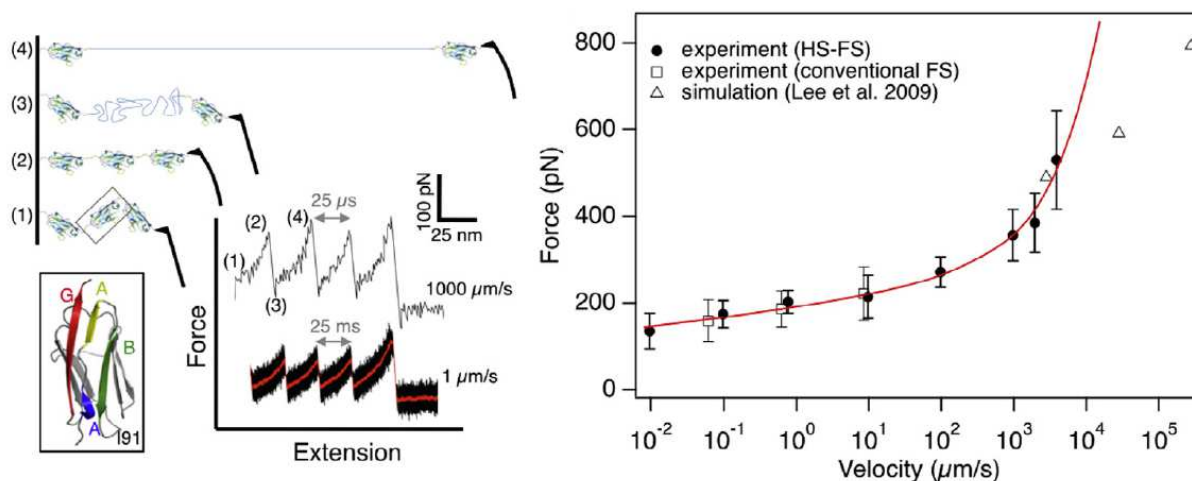 (4)
(3)
(2)
(1)
G
A
B
A
I91
Force
Extension
(1)
(2)
(3)
(4)
25 µs
100 pN
25 nm
1000 µm/s
25 ms
1 µm/s
experiment (HS-FS)
experiment (conventional FS)
simulation (Lee et al. 2009)
Force (pN)
800
600
400
200
0
10⁻² 10⁻¹ 10⁰ 10¹ 10² 10³ 10⁴ 10⁵
Velocity (µm/s)